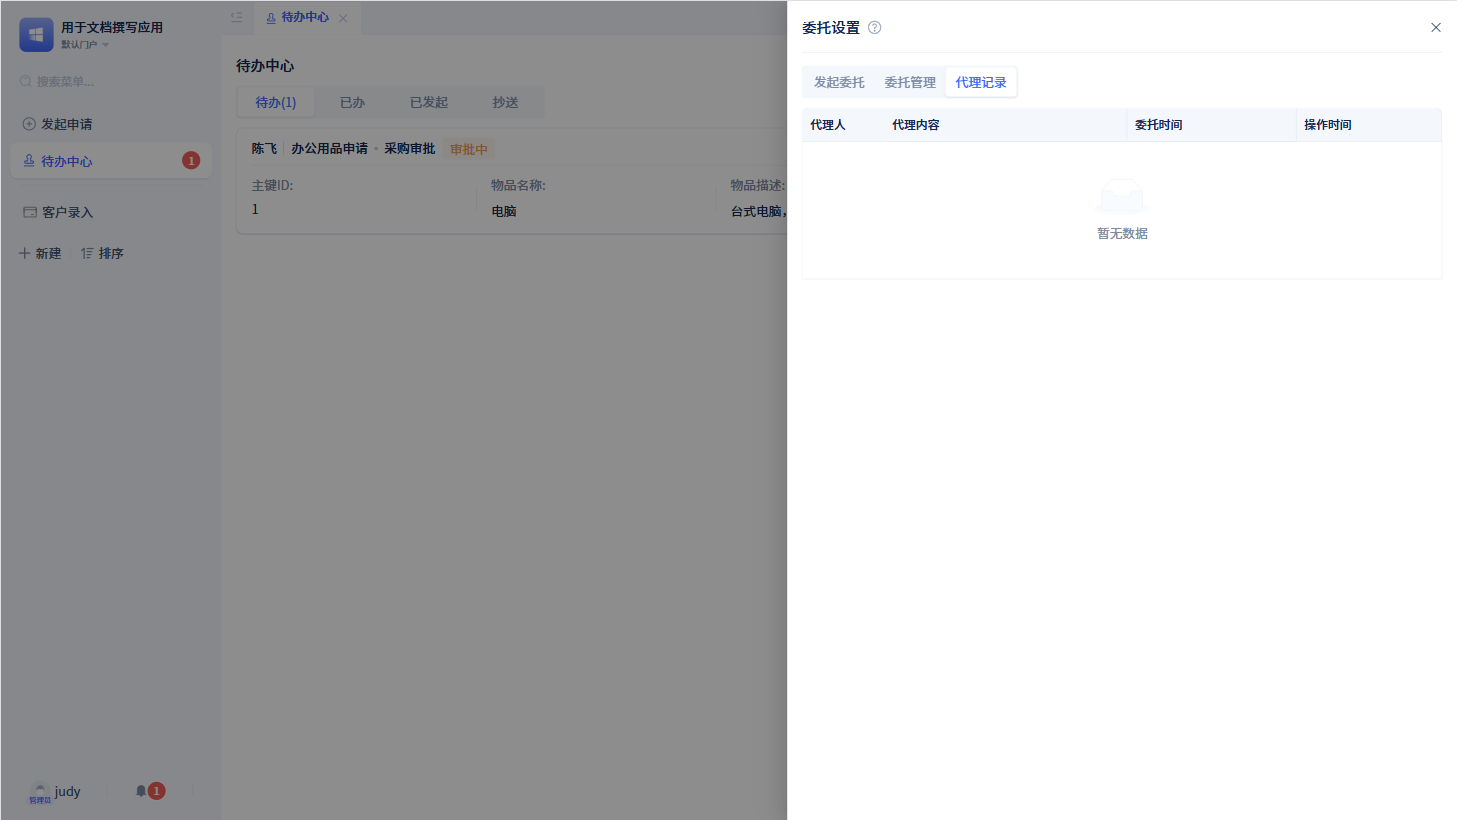 用于文档撰写应用
默认门户
搜索菜单...
发起申请
待办中心 1
客户录入
新建 排序
judy
管理员
1
待办中心
待办中心
待办(1) 已办 已发起 抄送
陈飞 办公用品申请 采购审批 审批中
主键ID: 物品名称: 物品描述:
1 电脑 台式电脑，
委托设置
发起委托 委托管理 代理记录
代理人 代理内容 委托时间 操作时间
暂无数据